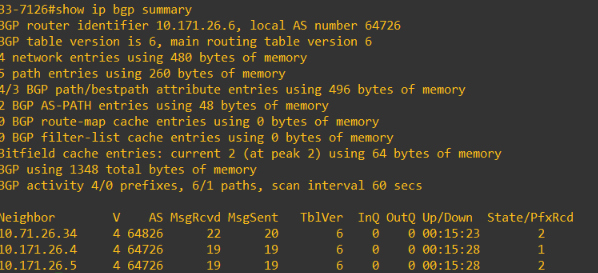 33-7126#show ip bgp summary
BGP router identifier 10.171.26.6, local AS number 64726
BGP table version is 6, main routing table version 6
4 network entries using 480 bytes of memory
5 path entries using 260 bytes of memory
4/3 BGP path/bestpath attribute entries using 496 bytes of memory
2 BGP AS-PATH entries using 48 bytes of memory
0 BGP route-map cache entries using 0 bytes of memory
0 BGP filter-list cache entries using 0 bytes of memory
Bitfield cache entries: current 2 (at peak 2) using 64 bytes of memory
BGP using 1348 total bytes of memory
BGP activity 4/0 prefixes, 6/1 paths, scan interval 60 secs
Neighbor V AS MsgRcvd MsgSent TblVer InQ OutQ Up/Down State/PfxRcd
10.71.26.34 4 64826 22 20 6 0 0 00:15:23 2
10.171.26.4 4 64726 19 19 6 0 0 00:15:28 1
10.171.26.5 4 64726 19 19 6 0 0 00:15:28 2